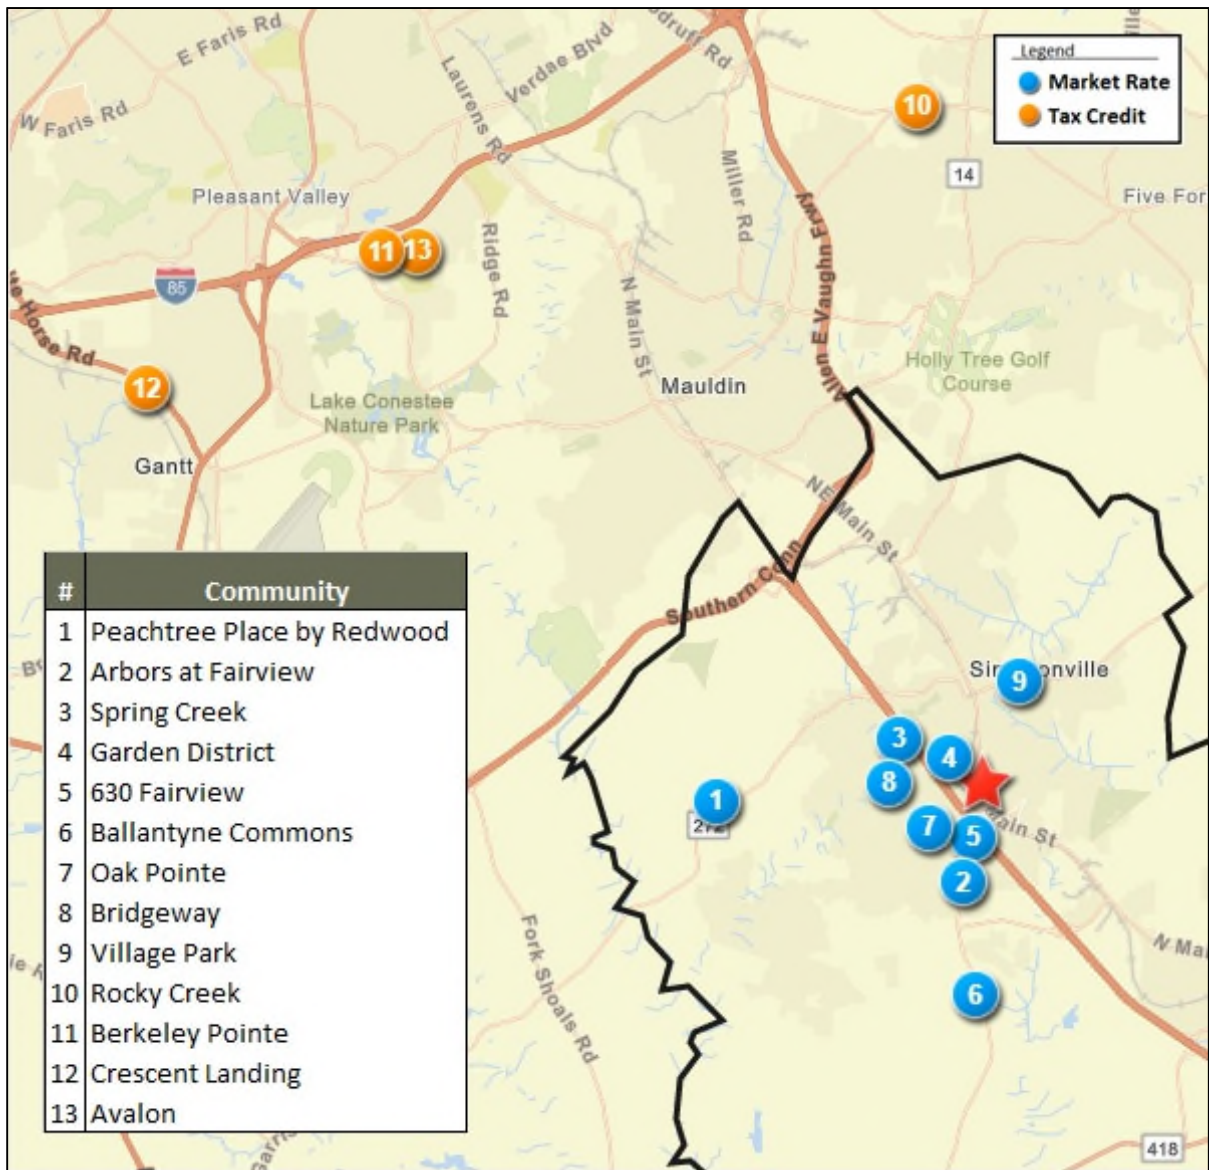 E Faris Rd
W Faris Rd
Laurens Rd
Verdae Blvd
druff Rd
Legend
Market Rate
Tax Credit
10
14
Five For
Pleasant Valley
Miller Rd
Ridge Rd
N Main St
Allen E Vaughn Frwy
11
13
85
Horse Rd
12
Gantt
Lake Conestee
Nature Park
Mauldin
Holly Tree Golf
Course
NE Main St
Southern Conn
# Community
1 Peachtree Place by Redwood
2 Arbors at Fairview
3 Spring Creek
4 Garden District
5 630 Fairview
6 Ballantyne Commons
7 Oak Pointe
8 Bridgeway
9 Village Park
10 Rocky Creek
11 Berkeley Pointe
12 Crescent Landing
13 Avalon
9
3
4
8
1
7
5
2
6
Main St
N Ma
Fork Shoals Rd
418